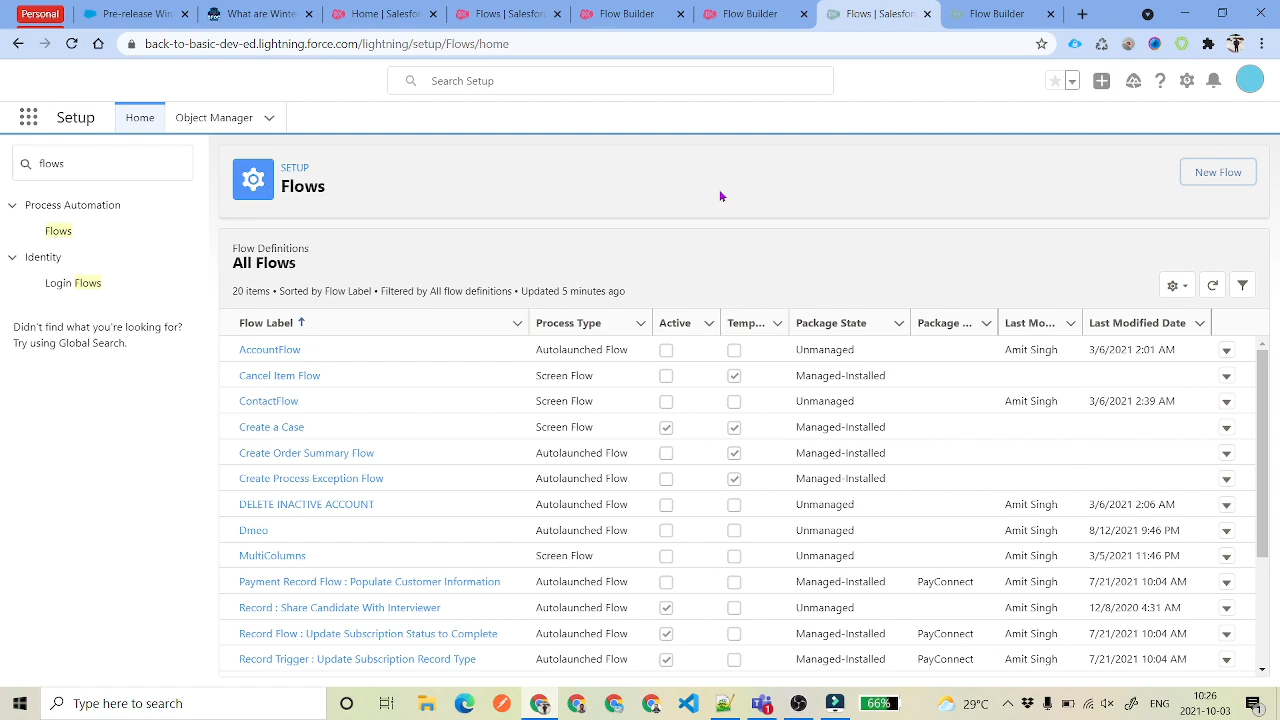 Personal
Pre-release Win
Develo
Home | Salesfor
Flows | Salesfo
Flow Builder
Flow Builder
Flows | Salesfo
Flow Builder
back-to-basic-dev-ed.lightning.force.com/lightning/setup/Flows/home
Search Setup
Setup
Home
Object Manager
flows
Process Automation
Flows
Identity
Login Flows
Didn't find what you're looking for?
Try using Global Search.
SETUP
Flows
New Flow
Flow Definitions
All Flows
20 items • Sorted by Flow Label • Filtered by All flow definitions • Updated 5 minutes ago
Flow Label ↑ Process Type Active Temp... Package State Package ... Last Mo... Last Modified Date
AccountFlow Autolaunched Flow Unmanaged Amit Singh 3/6/2021 2:01 AM
Cancel Item Flow Screen Flow Managed-Installed
ContactFlow Screen Flow Unmanaged Amit Singh 3/6/2021 2:39 AM
Create a Case Screen Flow Managed-Installed
Create Order Summary Flow Autolaunched Flow Managed-Installed
Create Process Exception Flow Autolaunched Flow Managed-Installed
DELETE INACTIVE ACCOUNT Autolaunched Flow Unmanaged Amit Singh 3/6/2021 2:06 AM
Dmeo Autolaunched Flow Unmanaged Amit Singh 8/12/2021 9:46 PM
MultiColumns Screen Flow Unmanaged Amit Singh 3/5/2021 11:46 PM
Payment Record Flow : Populate Customer Information Autolaunched Flow Managed-Installed PayConnect Amit Singh 7/27/2021 10:04 AM
Record : Share Candidate With Interviewer Autolaunched Flow Unmanaged Amit Singh 4:31 AM
Record Flow : Update Subscription Status to Complete Autolaunched Flow Managed-Installed PayConnect Amit Singh 7/27/2021 10:04 AM
Record Trigger : Update Subscription Record Type Autolaunched Flow Managed-Installed PayConnect Amit Singh 7/27/2021 10:04 AM
Type here to search
66%
29°C
ENG
10:26
2021-10-03